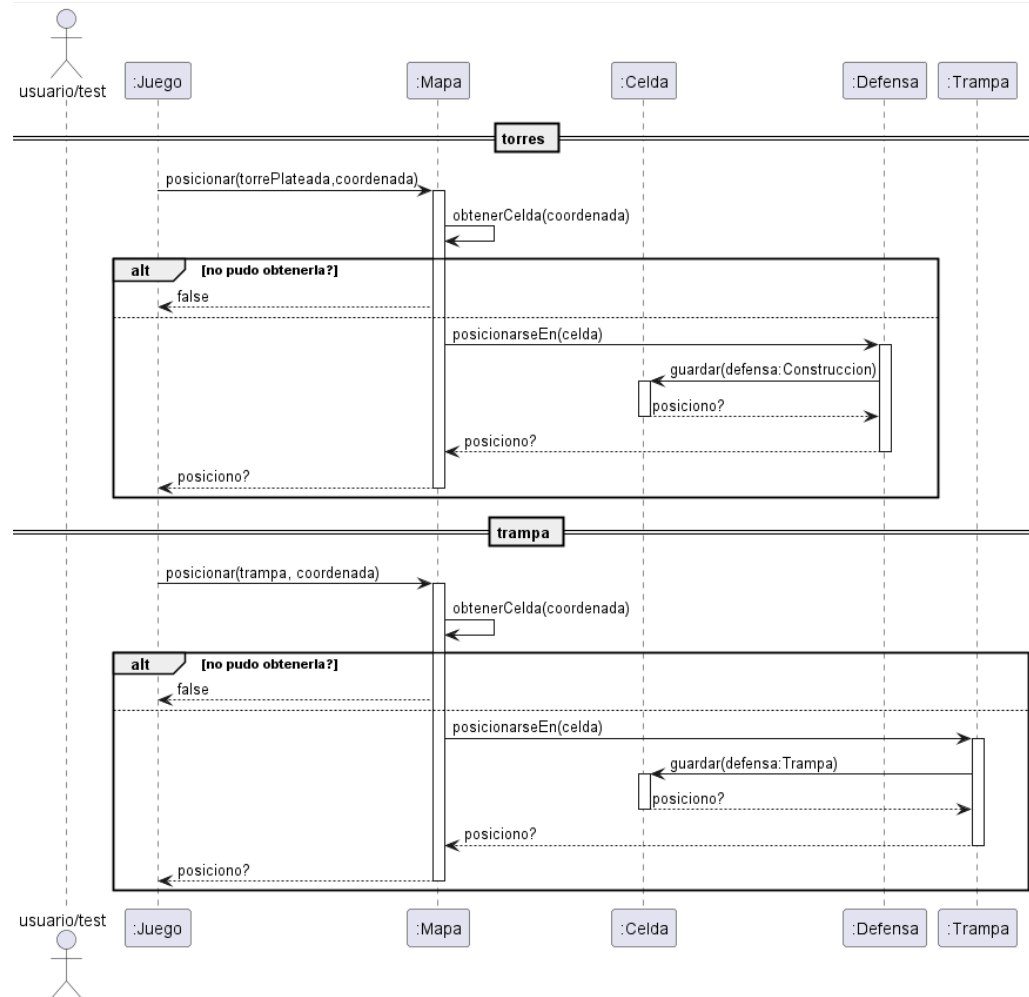 usuario/test
:Juego
:Mapa
:Celda
:Defensa
:Trampa
torres
posicionar(torrePlateada,coordenada)
obtenerCelda(coordenada)
alt
[no pudo obtenerla?]
false
posicionarseEn(celda)
guardar(defensa:Construccion)
posiciono?
posiciono?
posiciono?
trampa
posicionar(trampa, coordenada)
obtenerCelda(coordenada)
alt
[no pudo obtenerla?]
false
posicionarseEn(celda)
guardar(defensa:Trampa)
posiciono?
posiciono?
posiciono?
usuario/test
:Juego
:Mapa
:Celda
:Defensa
:Trampa